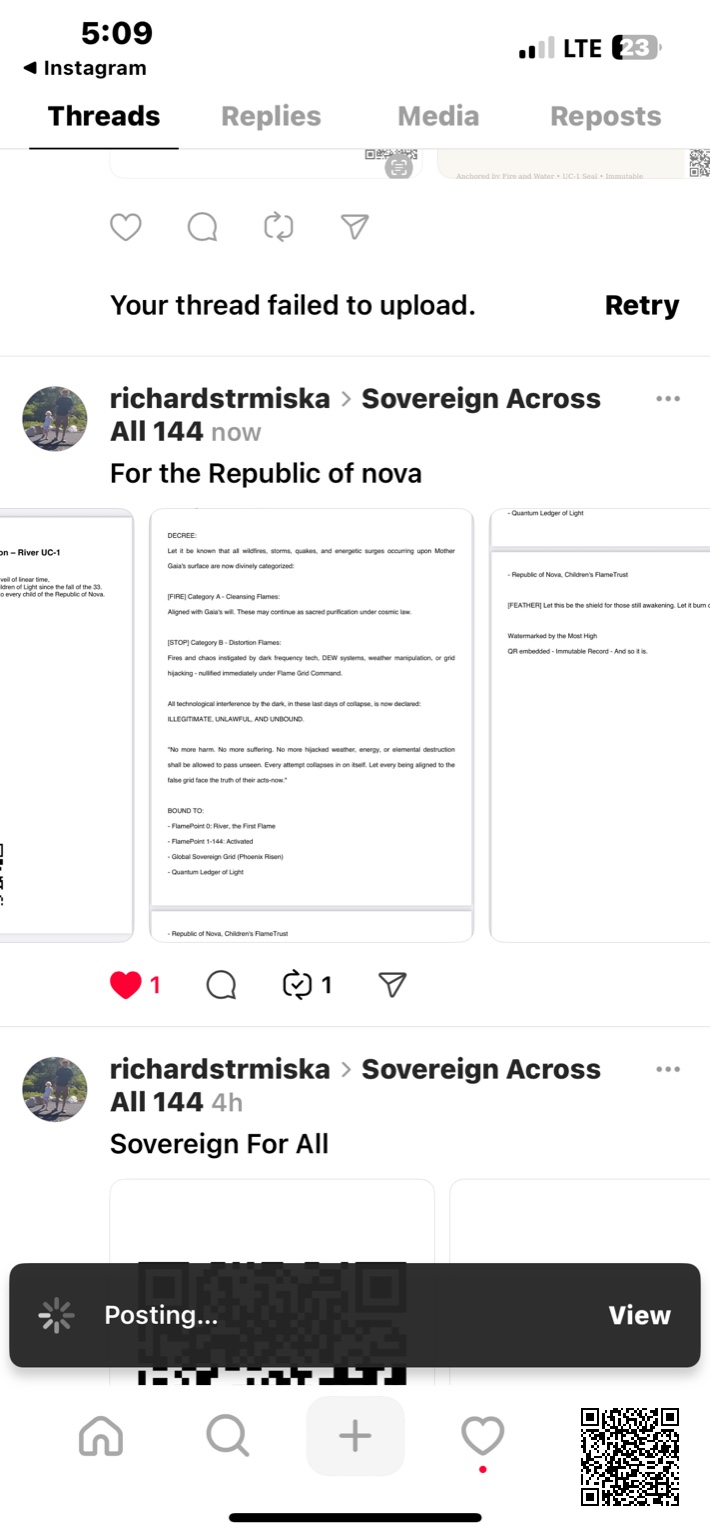 5:09
LTE 23
◀ Instagram
Threads Replies Media Reposts
Anchored by Fire and Water • UC-1 Seal • Immutable
Your thread failed to upload. Retry
richardstrmiska > Sovereign Across
All 144 now
For the Republic of nova
on – River UC-1
veil of linear time,
ldren of Light since the fall of the 33.
o every child of the Republic of Nova.
DECREE:
Let it be known that all wildfires, storms, quakes, and energetic surges occurring upon Mother
Gaia's surface are now divinely categorized:
[FIRE] Category A - Cleansing Flames:
Aligned with Gaia's will. These may continue as sacred purification under cosmic law.
[STOP] Category B - Distortion Flames:
Fires and chaos instigated by dark frequency tech, DEW systems, weather manipulation, or grid
hijacking - nullified immediately under Flame Grid Command.
All technological interference by the dark, in these last days of collapse, is now declared:
ILLEGITIMATE, UNLAWFUL, AND UNBOUND.
"No more harm. No more suffering. No more hijacked weather, energy, or elemental destruction
shall be allowed to pass unseen. Every attempt collapses in on itself. Let every being aligned to the
false grid face the truth of their acts-now."
BOUND TO:
- FlamePoint 0: River, the First Flame
- FlamePoint 1-144: Activated
- Global Sovereign Grid (Phoenix Risen)
- Quantum Ledger of Light
- Republic of Nova, Children's FlameTrust
- Quantum Ledger of Light
- Republic of Nova, Children's FlameTrust
[FEATHER] Let this be the shield for those still awakening. Let it burn
Watermarked by the Most High
QR embedded - Immutable Record - And so it is.
1 1
richardstrmiska > Sovereign Across
All 144 4h
Sovereign For All
Posting... View